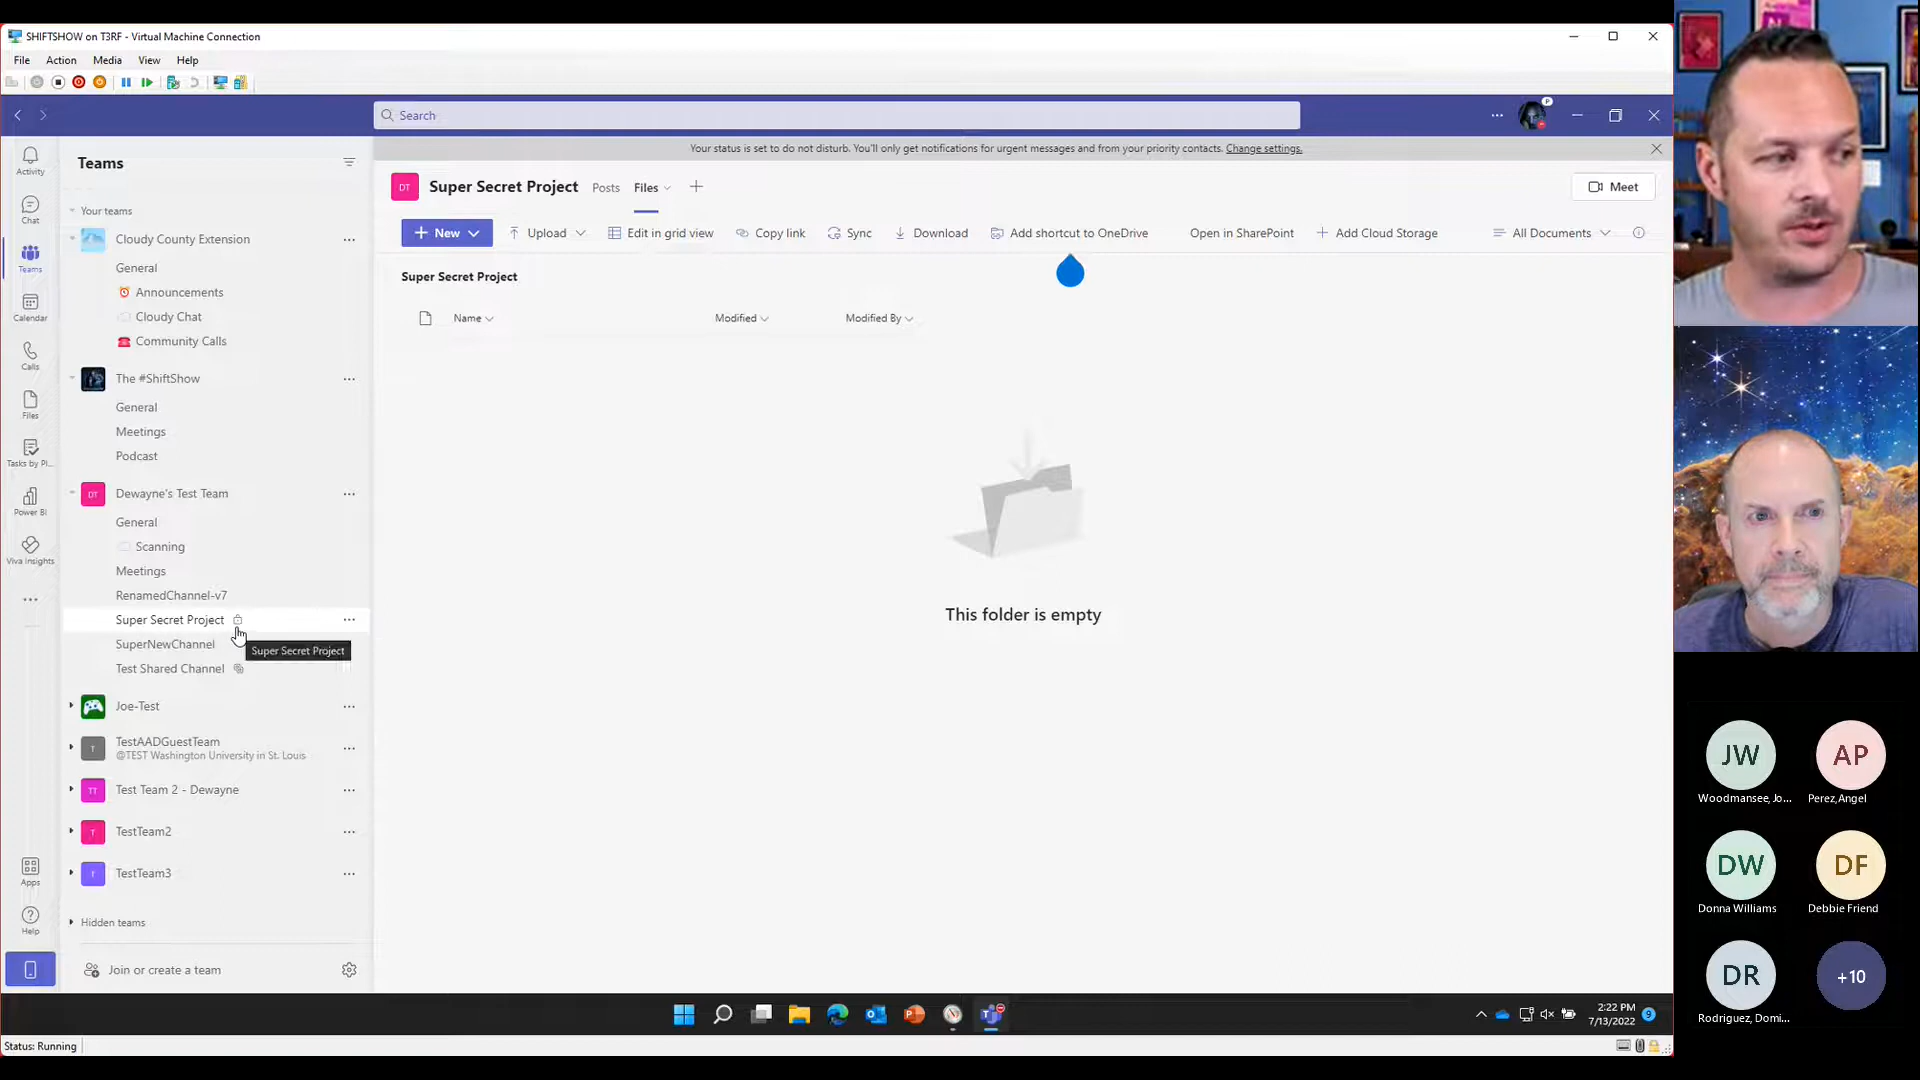 SHIFTSHOW on T3RF - Virtual Machine Connection
File Action Media View Help
Search
Your status is set to do not disturb. You'll only get notifications for urgent messages and from your priority contacts. Change settings.
Activity
Chat
Teams
Calendar
Calls
Files
Tasks by Pl...
Power BI
Viva Insights
Apps
Help
Teams
Your teams
Cloudy County Extension
General
Announcements
Cloudy Chat
Community Calls
The #ShiftShow
General
Meetings
Podcast
DT
Dewayne's Test Team
General
Scanning
Meetings
RenamedChannel-v7
Super Secret Project
Super Secret Project
SuperNewChannel
Test Shared Channel
Joe-Test
T
TestAADGuestTeam
@TEST Washington University in St. Louis
TT
Test Team 2 - Dewayne
T
TestTeam2
T
TestTeam3
Hidden teams
Join or create a team
DT
Super Secret Project Posts Files
Meet
New Upload Edit in grid view Copy link Sync Download Add shortcut to OneDrive Open in SharePoint Add Cloud Storage All Documents
Super Secret Project
Name Modified Modified By
This folder is empty
2:22 PM
7/13/2022
9
Status: Running
JW
Woodmansee, Jo...
AP
Perez,Angel
DW
Donna Williams
DF
Debbie Friend
DR
Rodriguez, Domi...
+10